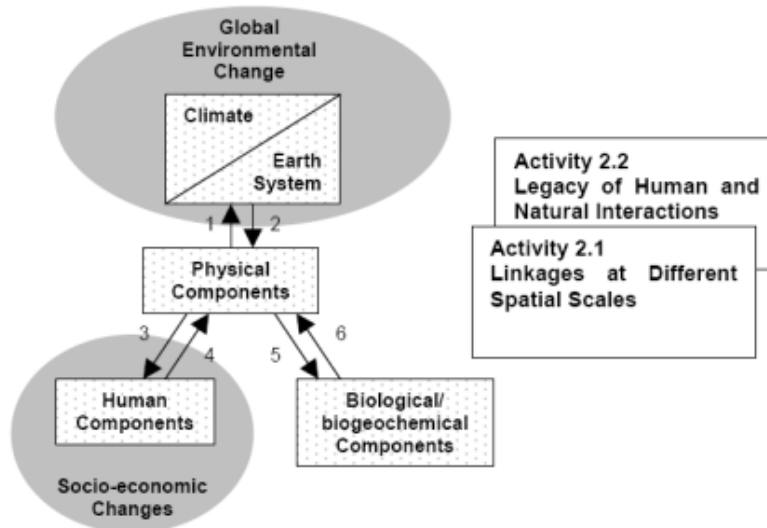 Global
Environmental
Change
Climate
Earth
System
1
2
Physical
Components
3
4
5
6
Human
Components
Biological/
biogeochemical
Components
Socio-economic
Changes
Activity 2.2
Legacy of Human and
Natural Interactions
Activity 2.1
Linkages at Different
Spatial Scales